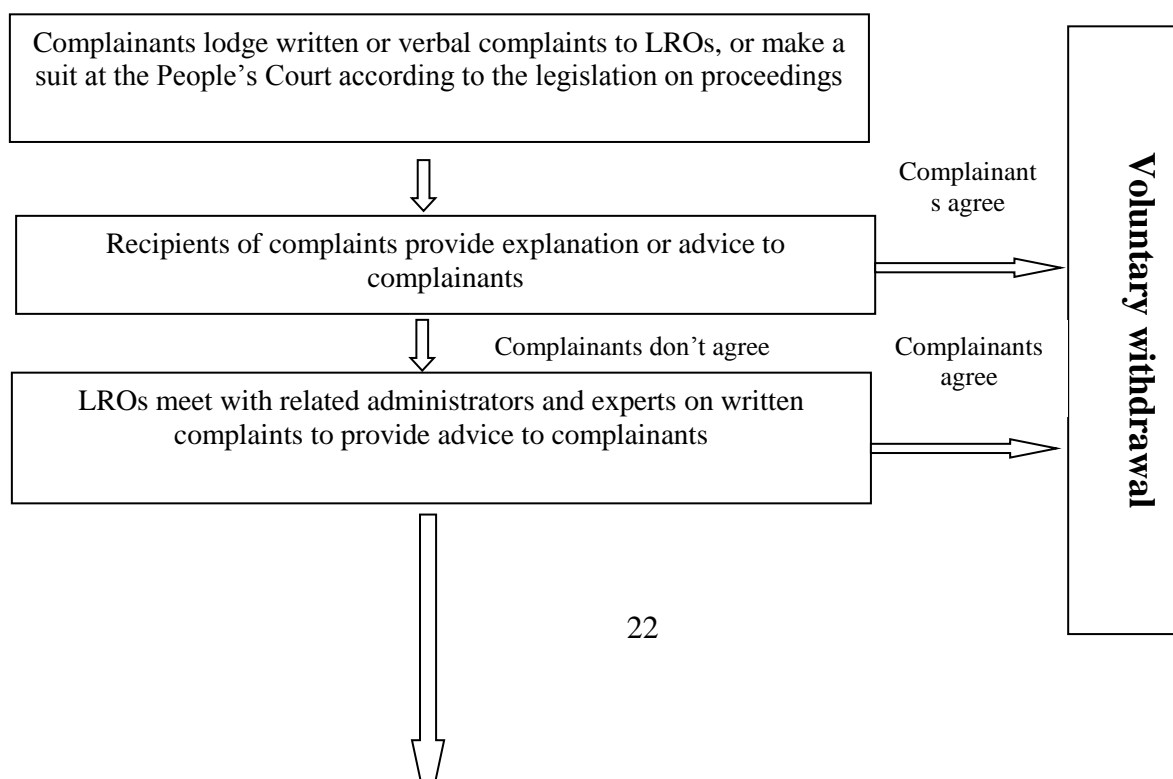 Complainants lodge written or verbal complaints to LROs, or make a
suit at the People’s Court according to the legislation on proceedings
Complainant
s agree
Recipients of complaints provide explanation or advice to
complainants
Complainants don’t agree
Complainants
agree
LROs meet with related administrators and experts on written
complaints to provide advice to complainants
Voluntary withdrawal
22